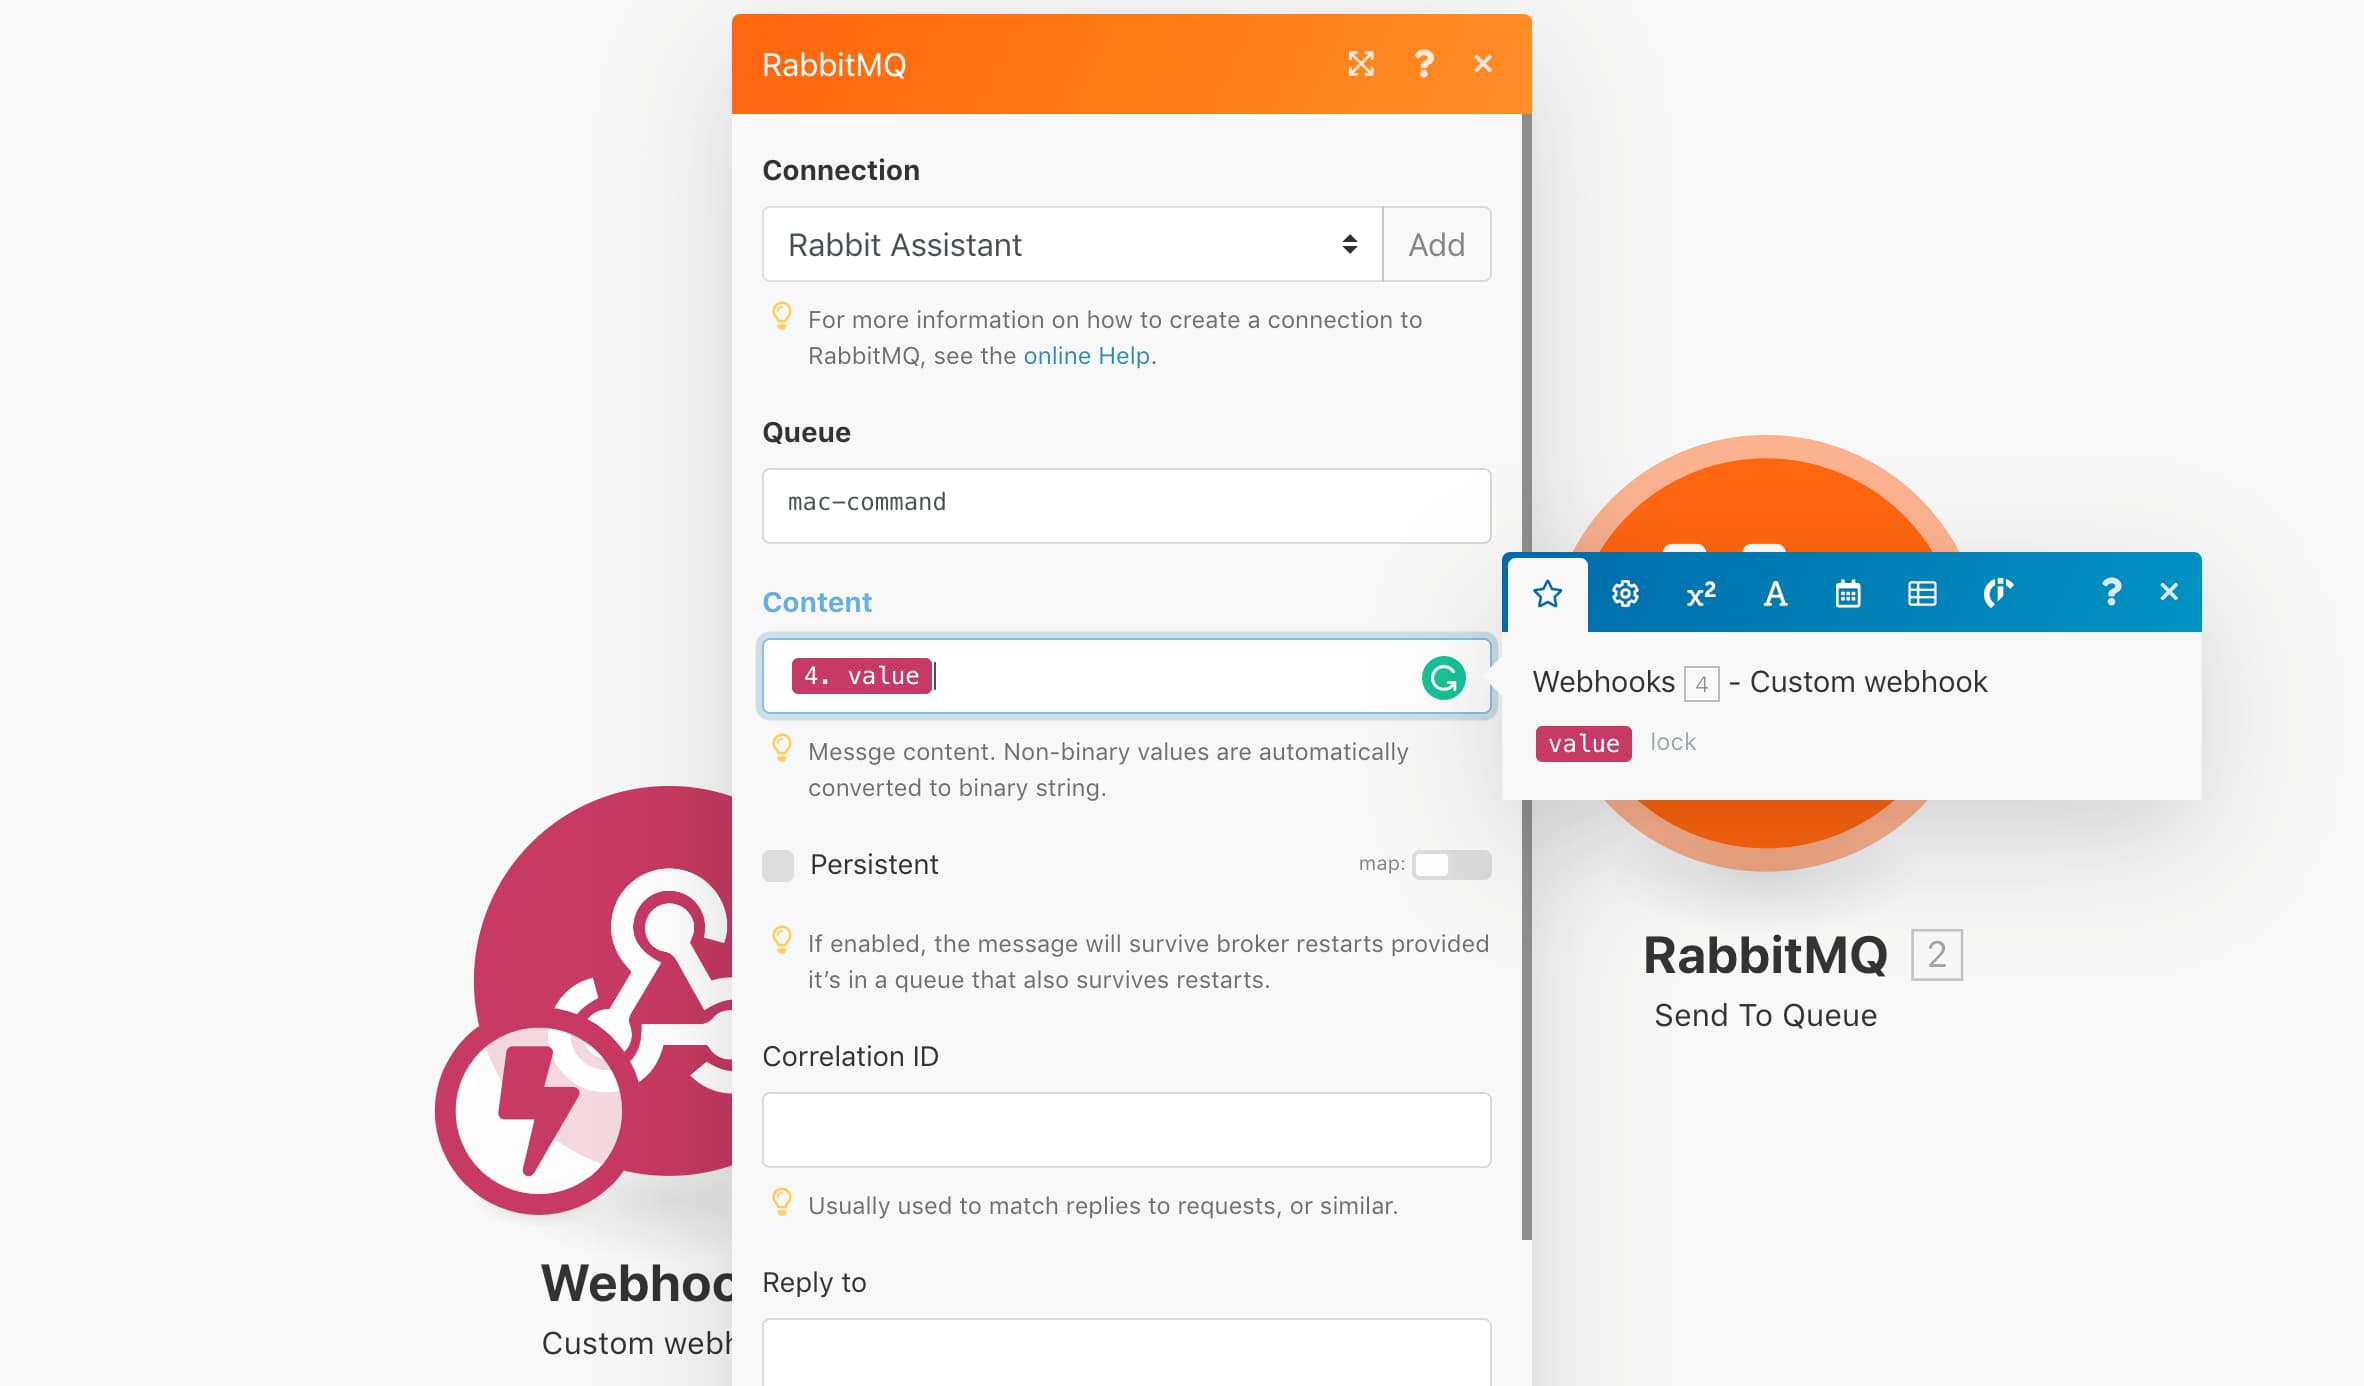 RabbitMQ
Connection
Rabbit Assistant
Add
For more information on how to create a connection to
RabbitMQ, see the online Help.
Queue
mac-command
Content
4. value
Messge content. Non-binary values are automatically
converted to binary string.
Persistent
map:
If enabled, the message will survive broker restarts provided
it’s in a queue that also survives restarts.
Correlation ID
Usually used to match replies to requests, or similar.
Reply to
Webhooks 4 - Custom webhook
value lock
RabbitMQ 2
Send To Queue
Webhoo
Custom webh